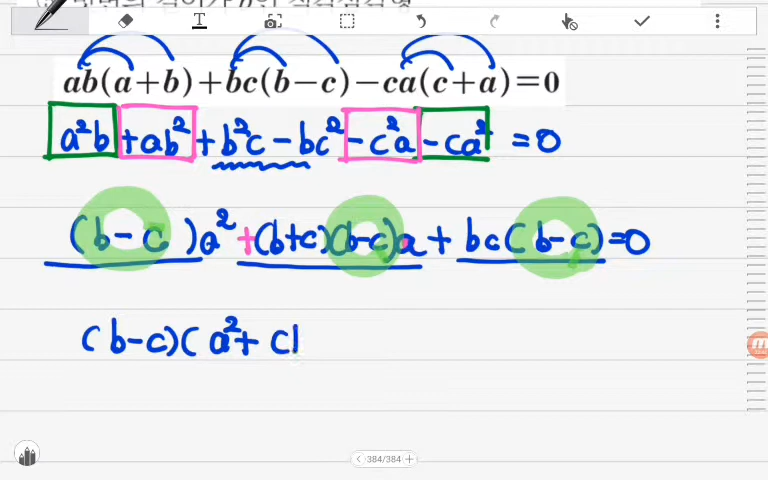 T
ab(a+b)+bc(b−c)−ca(c+a)=0
a²b +ab² + b²c − bc² − c²a − ca² = 0
(b−c )a² +(b+c)(b−c)a + bc(b−c)=0
(b−c)( a²+ c
384/384